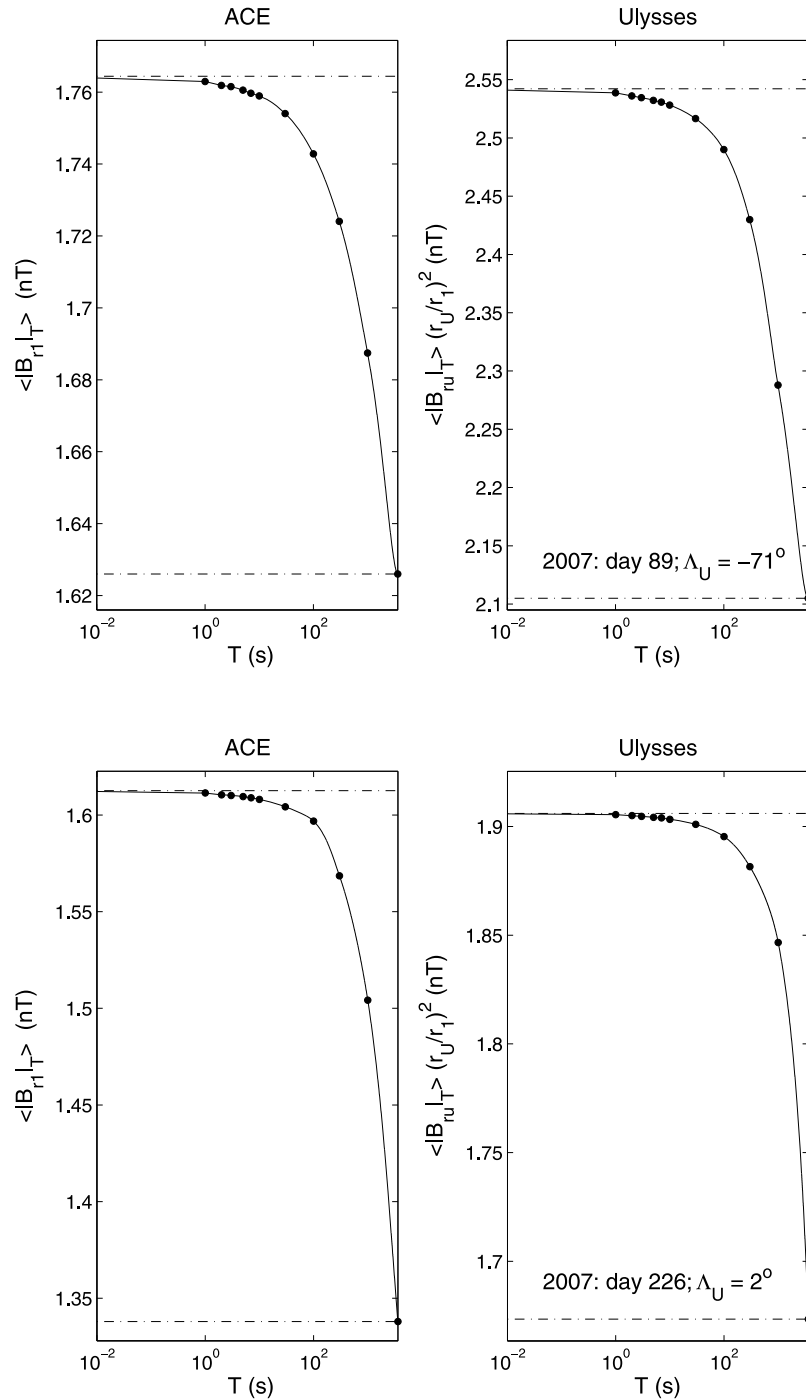 ACE
<|B_r1|_T> (nT)
1.76
1.74
1.72
1.7
1.68
1.66
1.64
1.62
10^-2
10^0
10^2
T (s)
Ulysses
<|B_ru|_T> (r_U/r_1)^2 (nT)
2.55
2.5
2.45
2.4
2.35
2.3
2.25
2.2
2.15
2.1
2007: day 89; Λ_U = −71^o
10^-2
10^0
10^2
T (s)
ACE
<|B_r1|_T> (nT)
1.6
1.55
1.5
1.45
1.4
1.35
10^-2
10^0
10^2
T (s)
Ulysses
<|B_ru|_T> (r_U/r_1)^2 (nT)
1.9
1.85
1.8
1.75
1.7
2007: day 226; Λ_U = 2^o
10^-2
10^0
10^2
T (s)